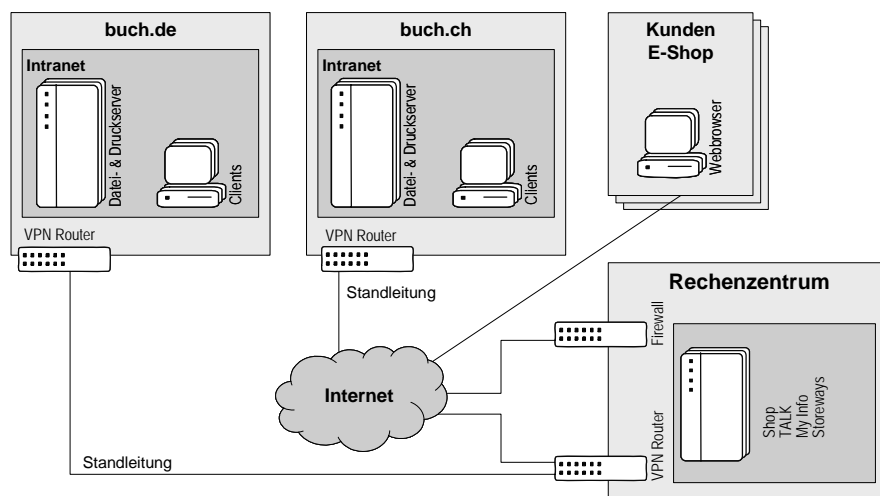 buch.de
Intranet
Datei- & Druckserver
Clients
VPN Router
buch.ch
Intranet
Datei- & Druckserver
Clients
VPN Router
Kunden
E-Shop
Webbrowser
Standleitung
Internet
Rechenzentrum
Firewall
Shop
TALK
My Info
Storeways
VPN Router
Standleitung